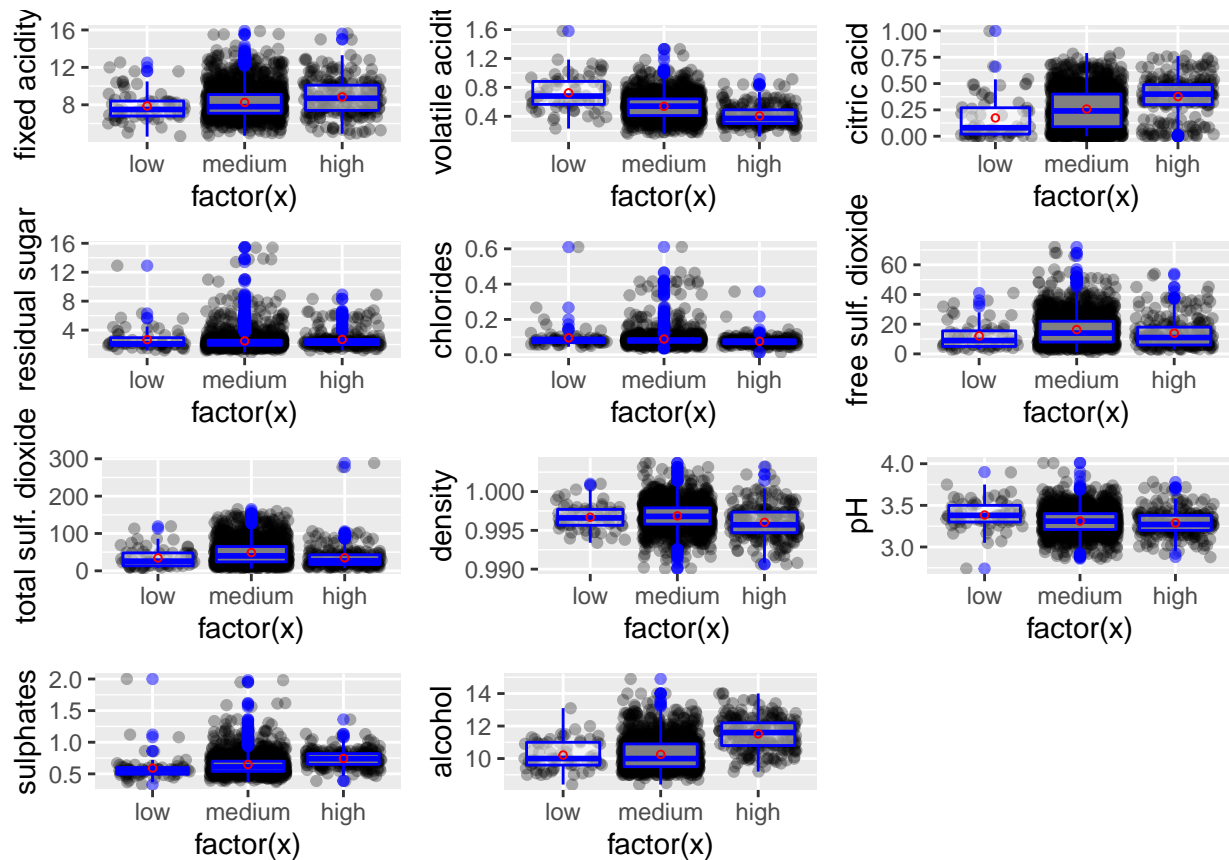 fixed acidity
16
12
8
low medium high
factor(x)
volatile acidit
1.6
1.2
0.8
0.4
low medium high
factor(x)
citric acid
1.00
0.75
0.50
0.25
0.00
low medium high
factor(x)
residual sugar
16
12
8
4
low medium high
factor(x)
chlorides
0.6
0.4
0.2
0.0
low medium high
factor(x)
free sulf. dioxide
60
40
20
0
low medium high
factor(x)
total sulf. dioxide
300
200
100
0
low medium high
factor(x)
density
1.000
0.995
0.990
low medium high
factor(x)
pH
4.0
3.5
3.0
low medium high
factor(x)
sulphates
2.0
1.5
1.0
0.5
low medium high
factor(x)
alcohol
14
12
10
low medium high
factor(x)